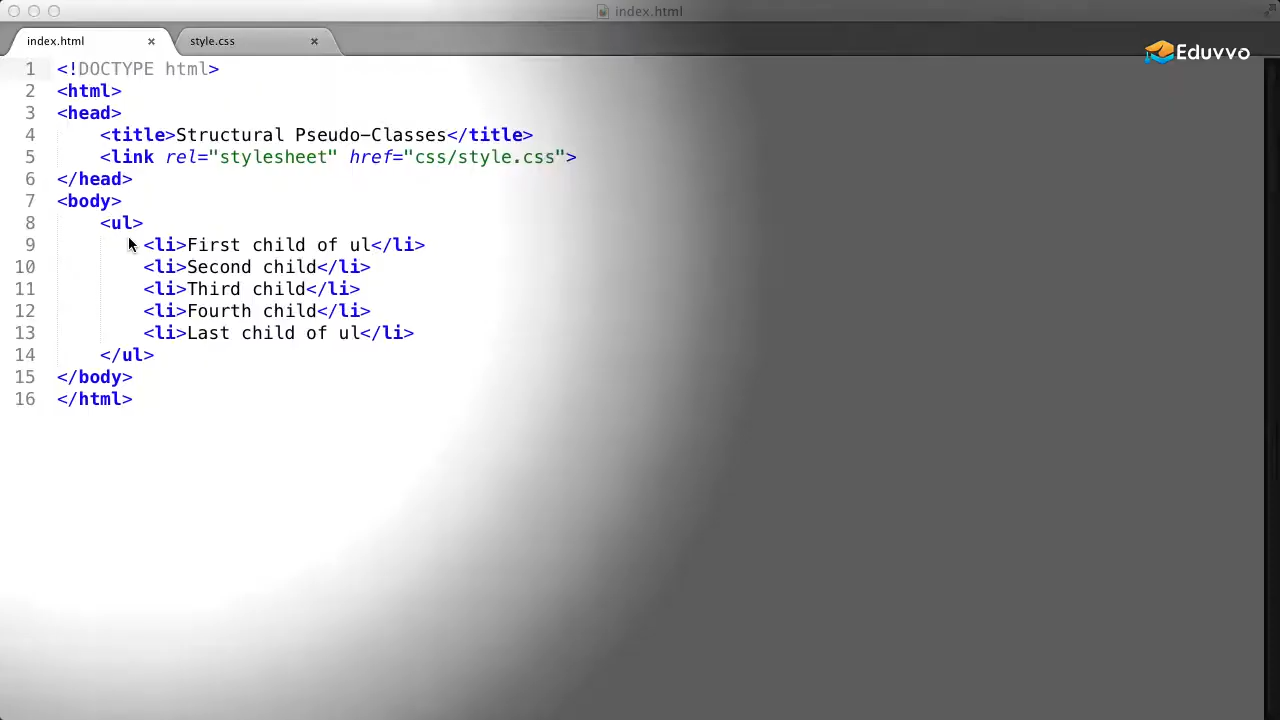 index.html
index.html × style.css ×
Eduvvo
1 <!DOCTYPE html>
2 <html>
3 <head>
4     <title>Structural Pseudo-Classes</title>
5     <link rel="stylesheet" href="css/style.css">
6 </head>
7 <body>
8     <ul>
9         <li>First child of ul</li>
10         <li>Second child</li>
11         <li>Third child</li>
12         <li>Fourth child</li>
13         <li>Last child of ul</li>
14     </ul>
15 </body>
16 </html>